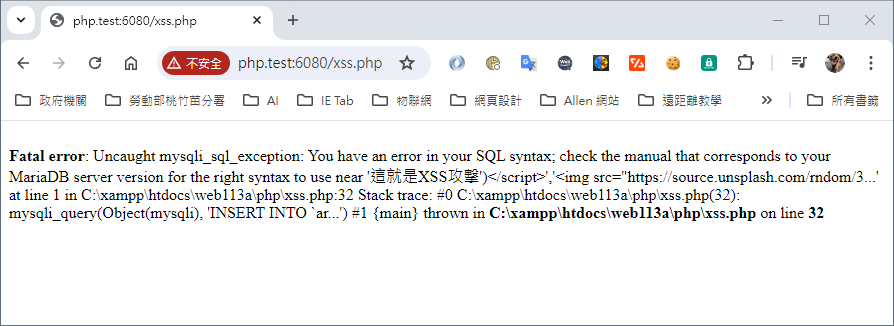 php.test:6080/xss.php
不安全
php.test:6080/xss.php
政府機關
勞動部桃竹苗分署
AI
IE Tab
物聯網
網頁設計
Allen 網站
遠距離教學
所有書籤
Fatal error: Uncaught mysqli_sql_exception: You have an error in your SQL syntax; check the manual that corresponds to your
MariaDB server version for the right syntax to use near '這就是XSS攻擊')</script>','<img src="https://source.unsplash.com/rndom/3...'
at line 1 in C:\xampp\htdocs\web113a\php\xss.php:32 Stack trace: #0 C:\xampp\htdocs\web113a\php\xss.php(32):
mysqli_query(Object(mysqli), 'INSERT INTO `ar...') #1 {main} thrown in C:\xampp\htdocs\web113a\php\xss.php on line 32